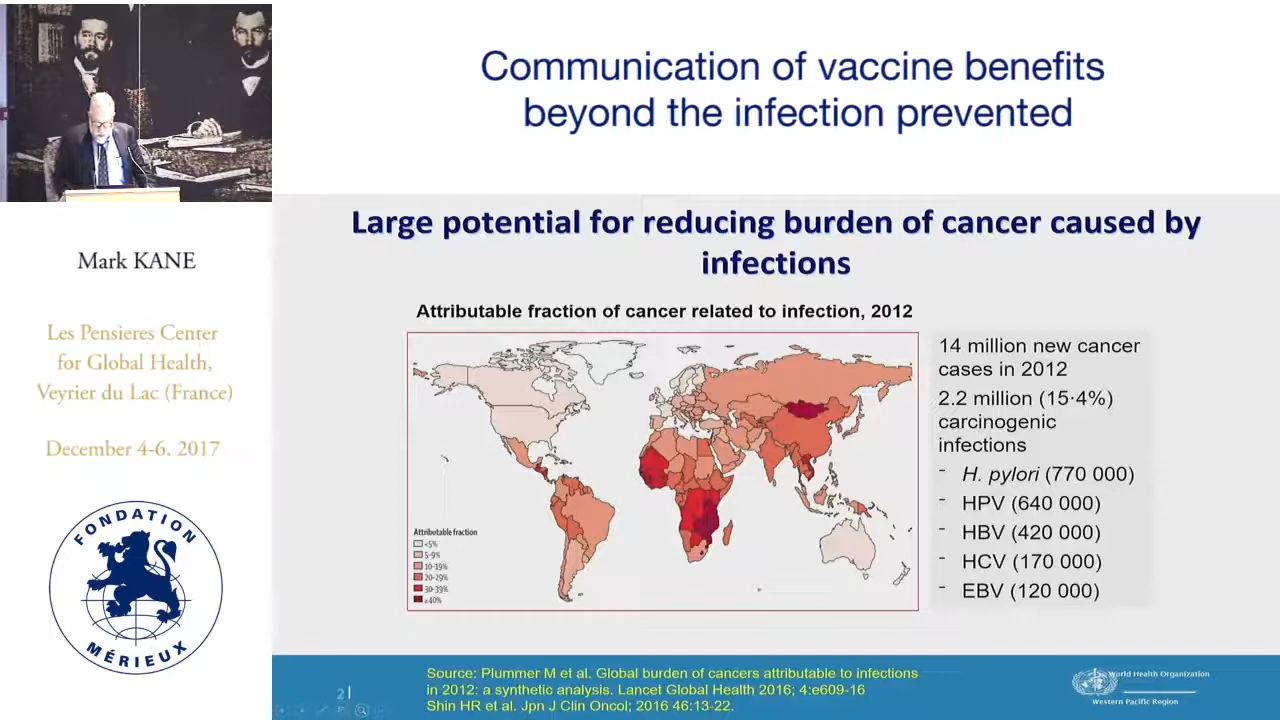 Communication of vaccine benefits
beyond the infection prevented
Mark KANE
Les Pensieres Center
for Global Health,
Veyrier du Lac (France)
December 4-6, 2017
FONDATION
MÉRIEUX
Large potential for reducing burden of cancer caused by
infections
Attributable fraction of cancer related to infection, 2012
Attributable fraction
<5%
5-9%
10-19%
20-29%
30-39%
≥40%
14 million new cancer
cases in 2012
2.2 million (15·4%)
carcinogenic
infections
- H. pylori (770 000)
- HPV (640 000)
- HBV (420 000)
- HCV (170 000)
- EBV (120 000)
2|
Source: Plummer M et al. Global burden of cancers attributable to infections
in 2012: a synthetic analysis. Lancet Global Health 2016; 4:e609-16
Shin HR et al. Jpn J Clin Oncol; 2016 46:13-22.
World Health Organization
Western Pacific Region